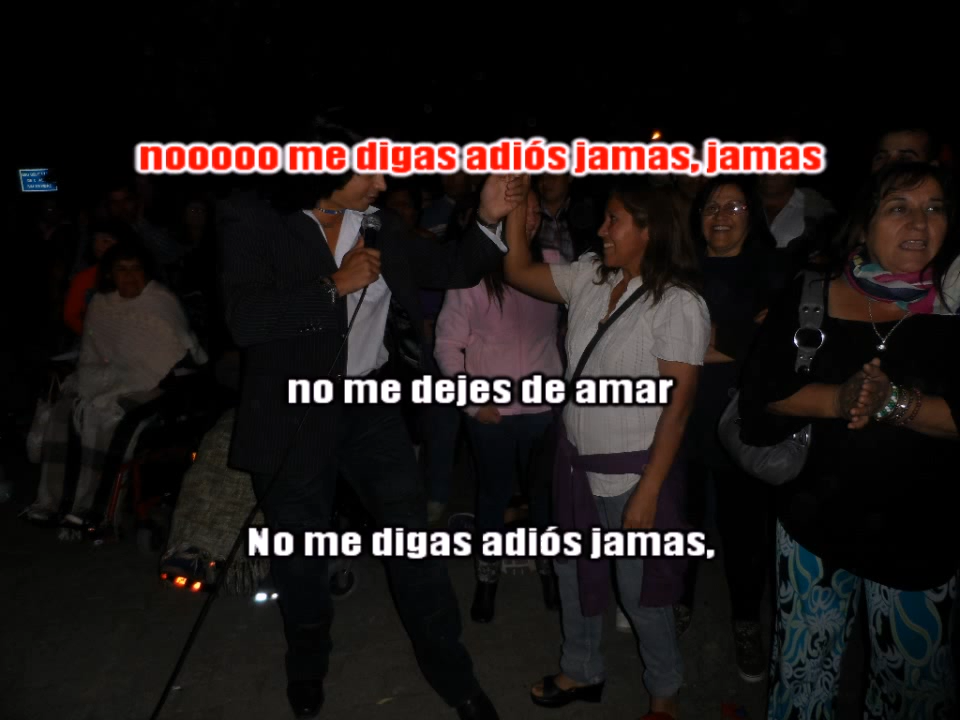 nooooo me digas adiós jamas, jamas
no me dejes de amar
No me digas adiós jamas,